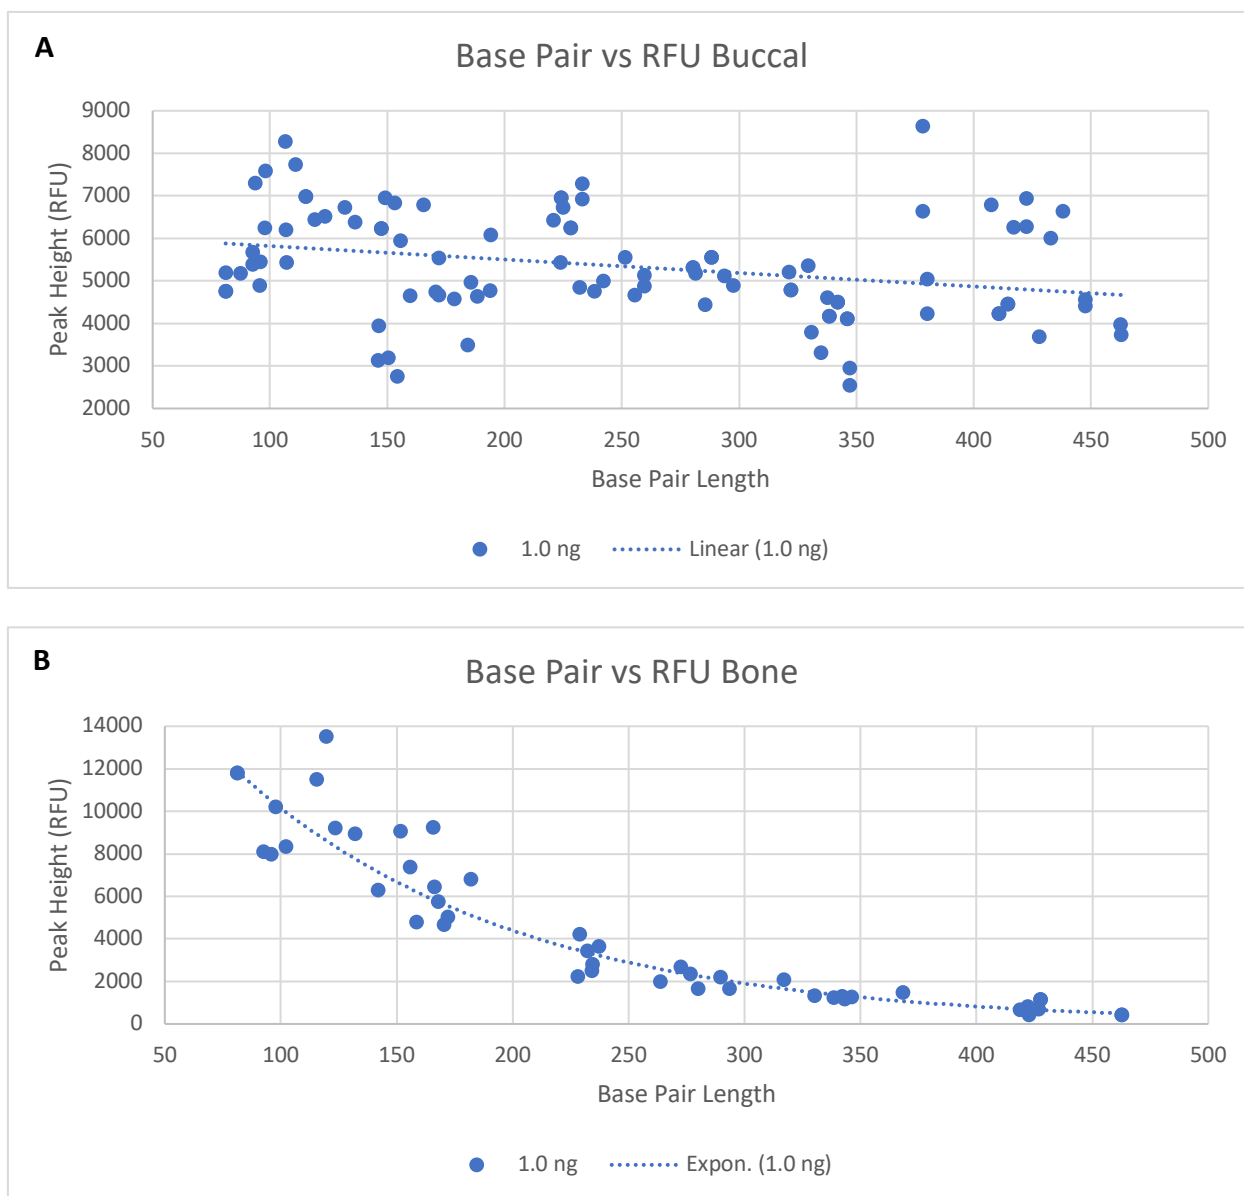 A
Base Pair vs RFU Buccal
Peak Height (RFU)
9000
8000
7000
6000
5000
4000
3000
2000
50 100 150 200 250 300 350 400 450 500
Base Pair Length
1.0 ng Linear (1.0 ng)
B
Base Pair vs RFU Bone
Peak Height (RFU)
14000
12000
10000
8000
6000
4000
2000
0
50 100 150 200 250 300 350 400 450 500
Base Pair Length
1.0 ng Expon. (1.0 ng)